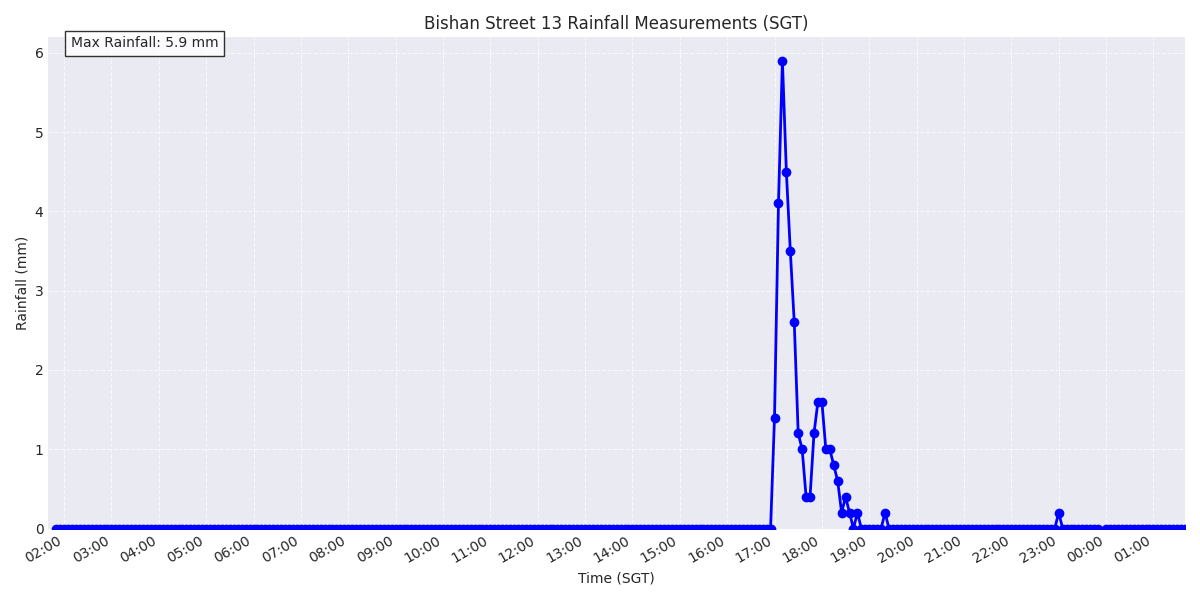 Bishan Street 13 Rainfall Measurements (SGT)
Max Rainfall: 5.9 mm
6
5
4
3
2
1
0
Rainfall (mm)
02:00 03:00 04:00 05:00 06:00 07:00 08:00 09:00 10:00 11:00 12:00 13:00 14:00 15:00 16:00 17:00 18:00 19:00 20:00 21:00 22:00 23:00 00:00 01:00
Time (SGT)